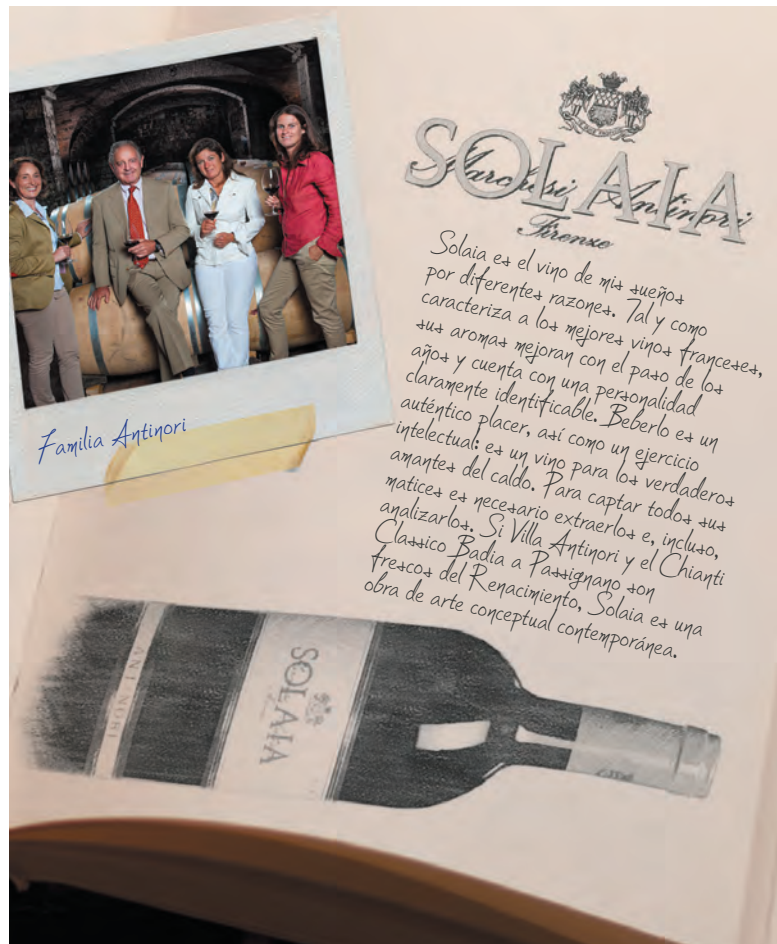 SOLAIA
Marchesi Antinori
Firenze
Solaia es el vino de mis sueños
por diferentes razones. Tal y como
caracteriza a los mejores vinos franceses,
sus aromas mejoran con el paso de los
años y cuenta con una personalidad
claramente identificable. Beberlo es un
auténtico placer, así como un ejercicio
intelectual: es un vino para los verdaderos
amantes del caldo. Para captar todos sus
matices es necesario extraerlos e, incluso,
analizarlos. Si Villa Antinori y el Chianti
Classico Badia a Passignano son
frescos del Renacimiento, Solaia es una
obra de arte conceptual contemporánea.
Familia Antinori
ANTINORI
SOLAIA